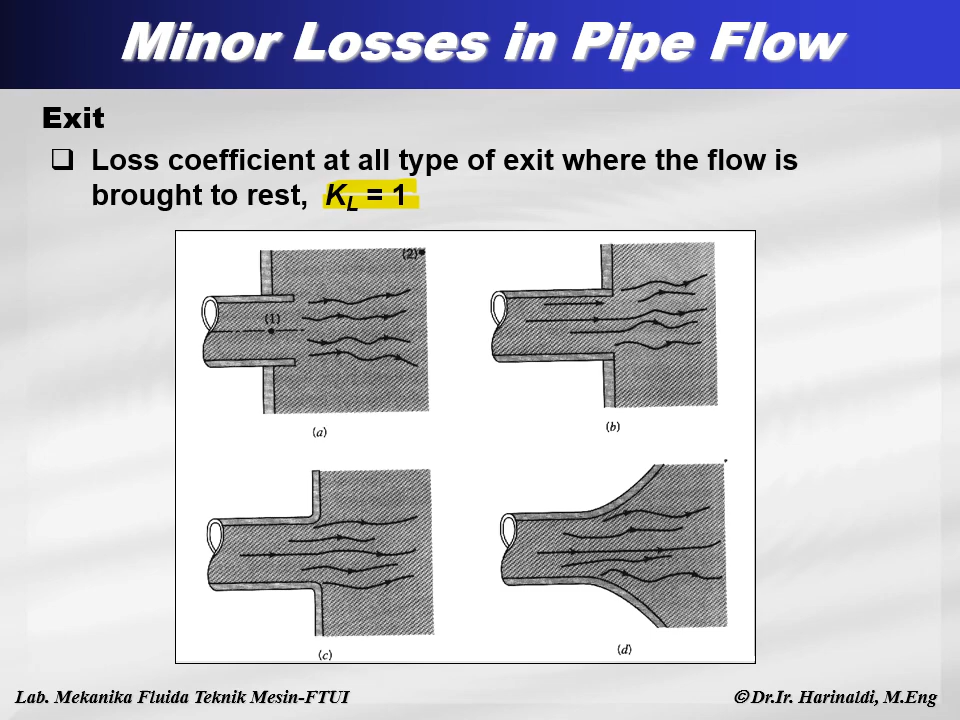 Minor Losses in Pipe Flow
Exit
❑ Loss coefficient at all type of exit where the flow is
brought to rest, K_L = 1
(2)
(1)
(a)
(b)
(c)
(d)
Lab. Mekanika Fluida Teknik Mesin-FTUI
©Dr.Ir. Harinaldi, M.Eng